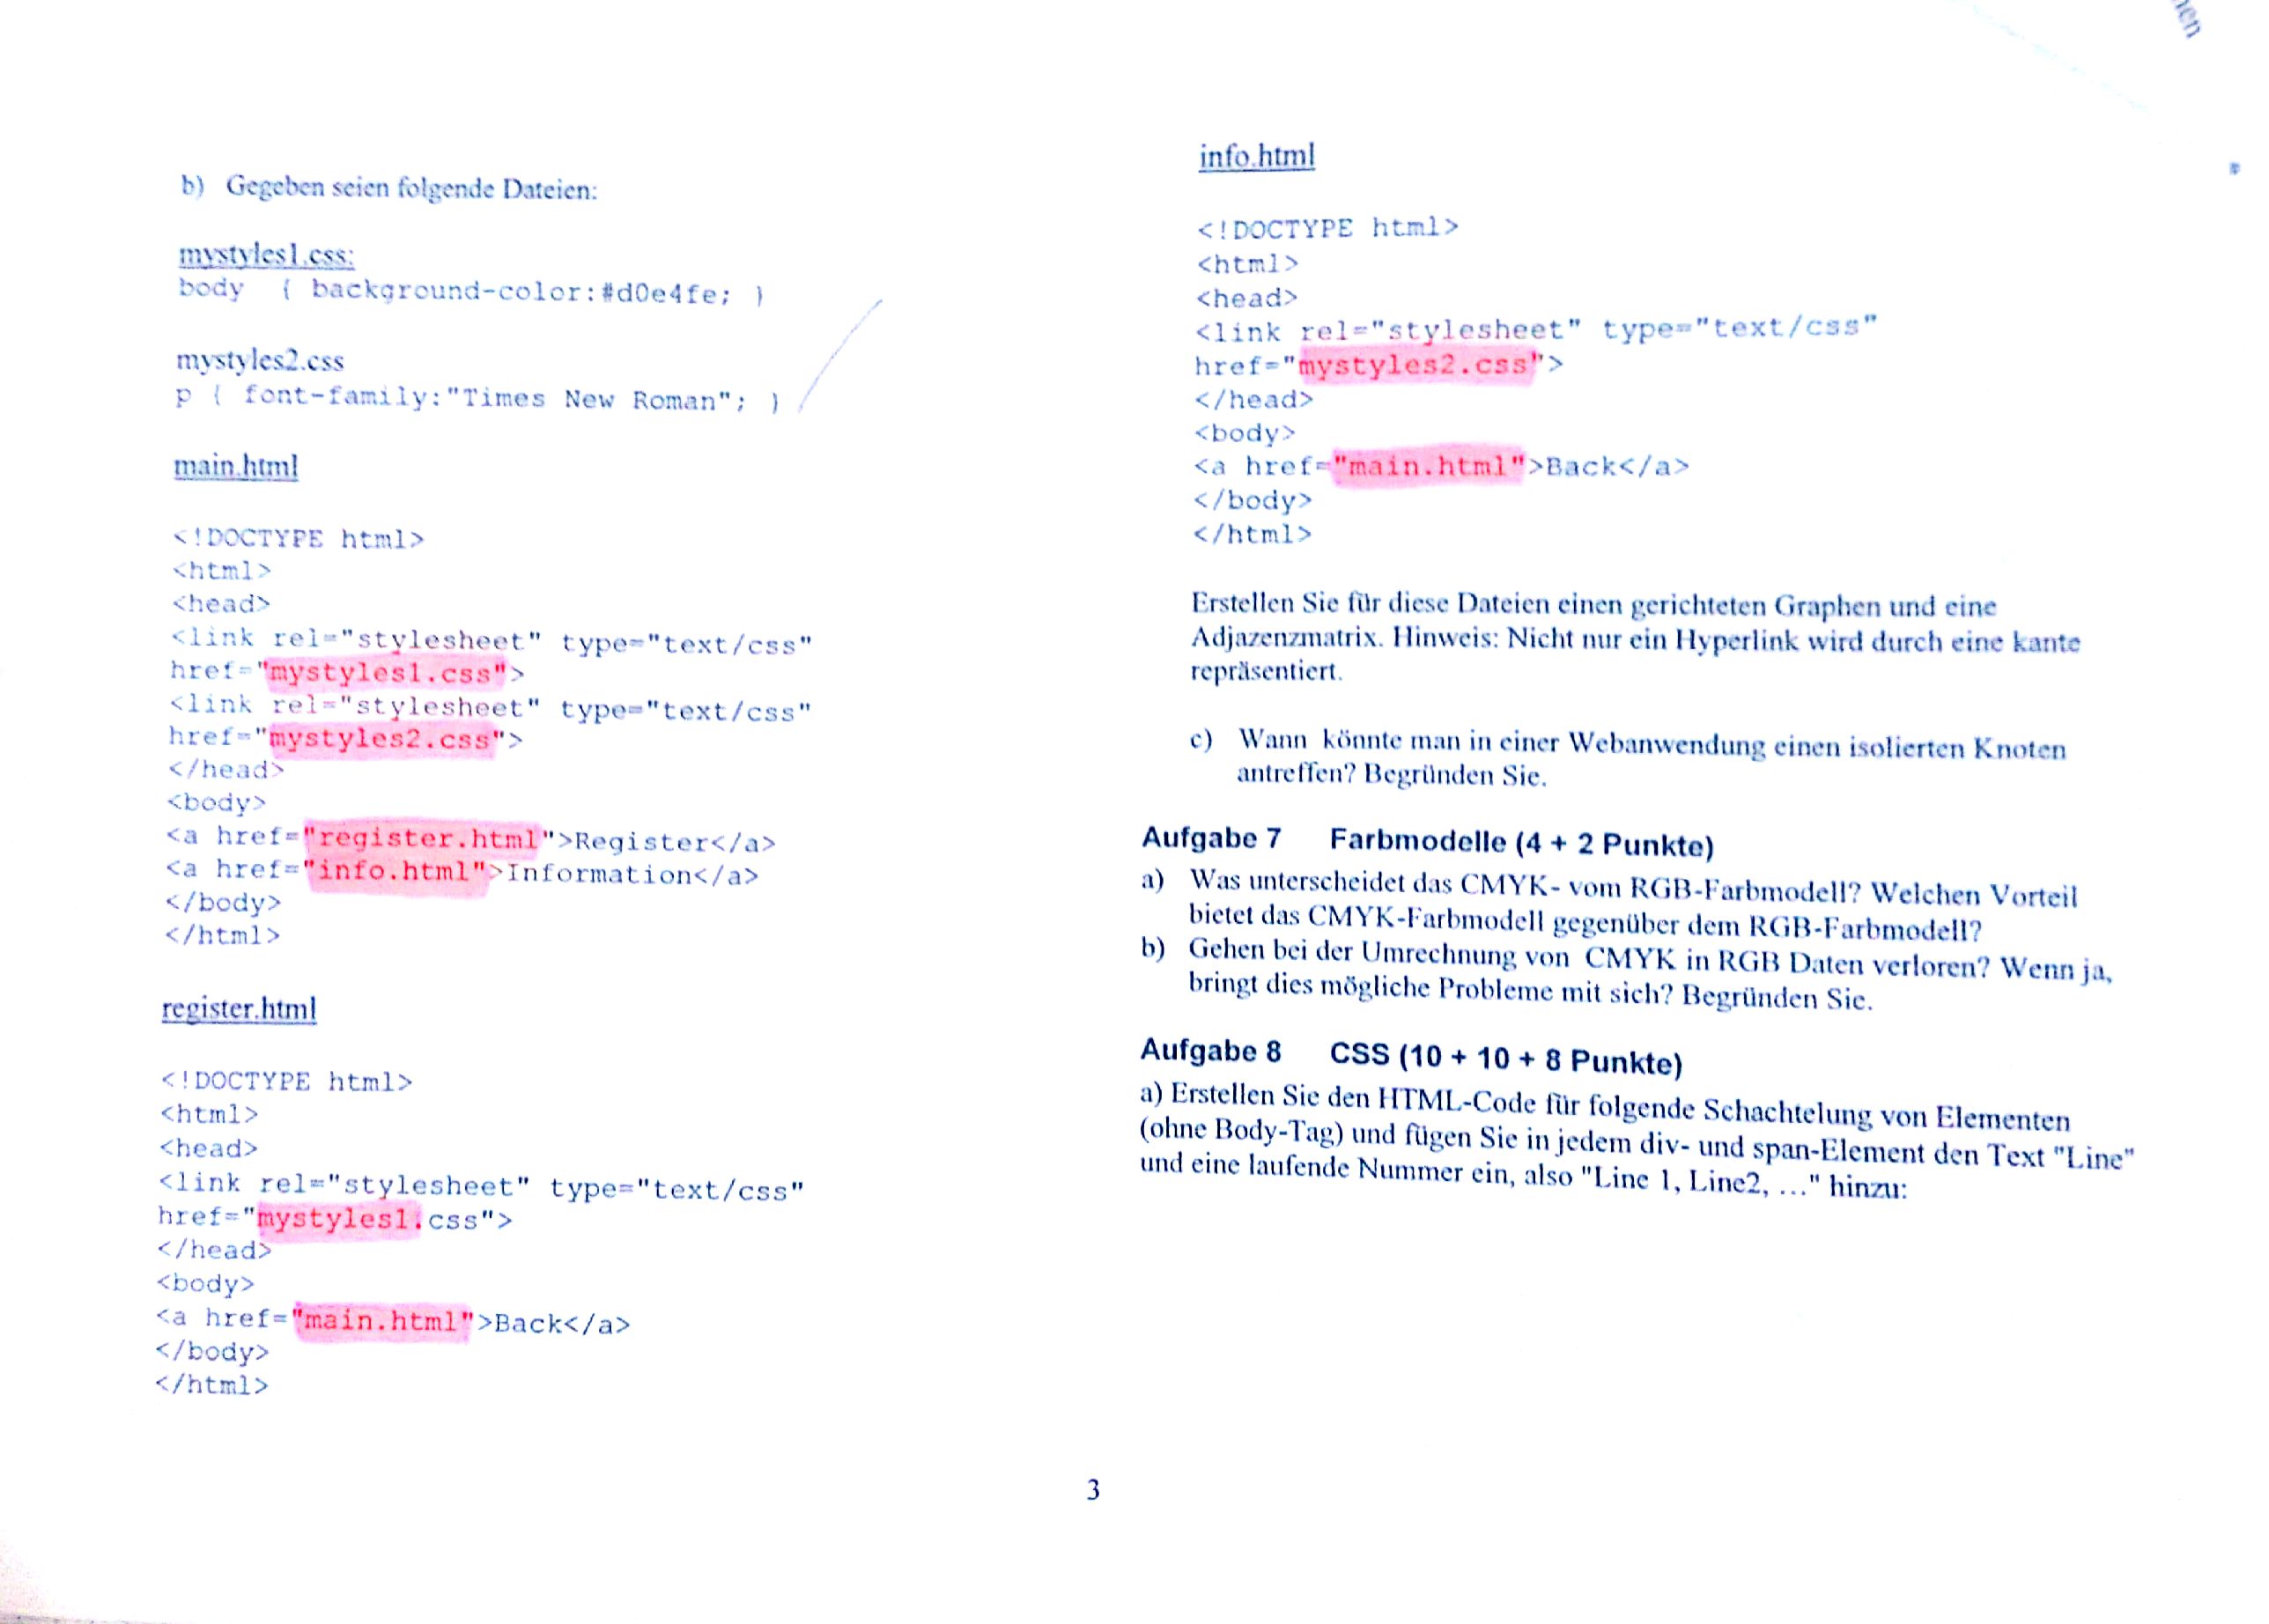 b) Gegeben seien folgende Dateien:
mystyles1.css:
body { background-color:#d0e4fe; }
mystyles2.css
p { font-family:"Times New Roman"; }
main.html
<!DOCTYPE html>
<html>
<head>
<link rel="stylesheet" type="text/css"
href="mystyles1.css">
<link rel="stylesheet" type="text/css"
href="mystyles2.css">
</head>
<body>
<a href="register.html">Register</a>
<a href="info.html">Information</a>
</body>
</html>
register.html
<!DOCTYPE html>
<html>
<head>
<link rel="stylesheet" type="text/css"
href="mystyles1.css">
</head>
<body>
<a href="main.html">Back</a>
</body>
</html>
info.html
<!DOCTYPE html>
<html>
<head>
<link rel="stylesheet" type="text/css"
href="mystyles2.css">
</head>
<body>
<a href="main.html">Back</a>
</body>
</html>
Erstellen Sie für diese Dateien einen gerichteten Graphen und eine
Adjazenzmatrix. Hinweis: Nicht nur ein Hyperlink wird durch eine kante
repräsentiert.
c) Wann könnte man in einer Webanwendung einen isolierten Knoten
antreffen? Begründen Sie.
Aufgabe 7 Farbmodelle (4 + 2 Punkte)
a) Was unterscheidet das CMYK- vom RGB-Farbmodell? Welchen Vorteil
bietet das CMYK-Farbmodell gegenüber dem RGB-Farbmodell?
b) Gehen bei der Umrechnung von CMYK in RGB Daten verloren? Wenn ja,
bringt dies mögliche Probleme mit sich? Begründen Sie.
Aufgabe 8 CSS (10 + 10 + 8 Punkte)
a) Erstellen Sie den HTML-Code für folgende Schachtelung von Elementen
(ohne Body-Tag) und fügen Sie in jedem div- und span-Element den Text "Line"
und eine laufende Nummer ein, also "Line 1, Line2, ..." hinzu:
3